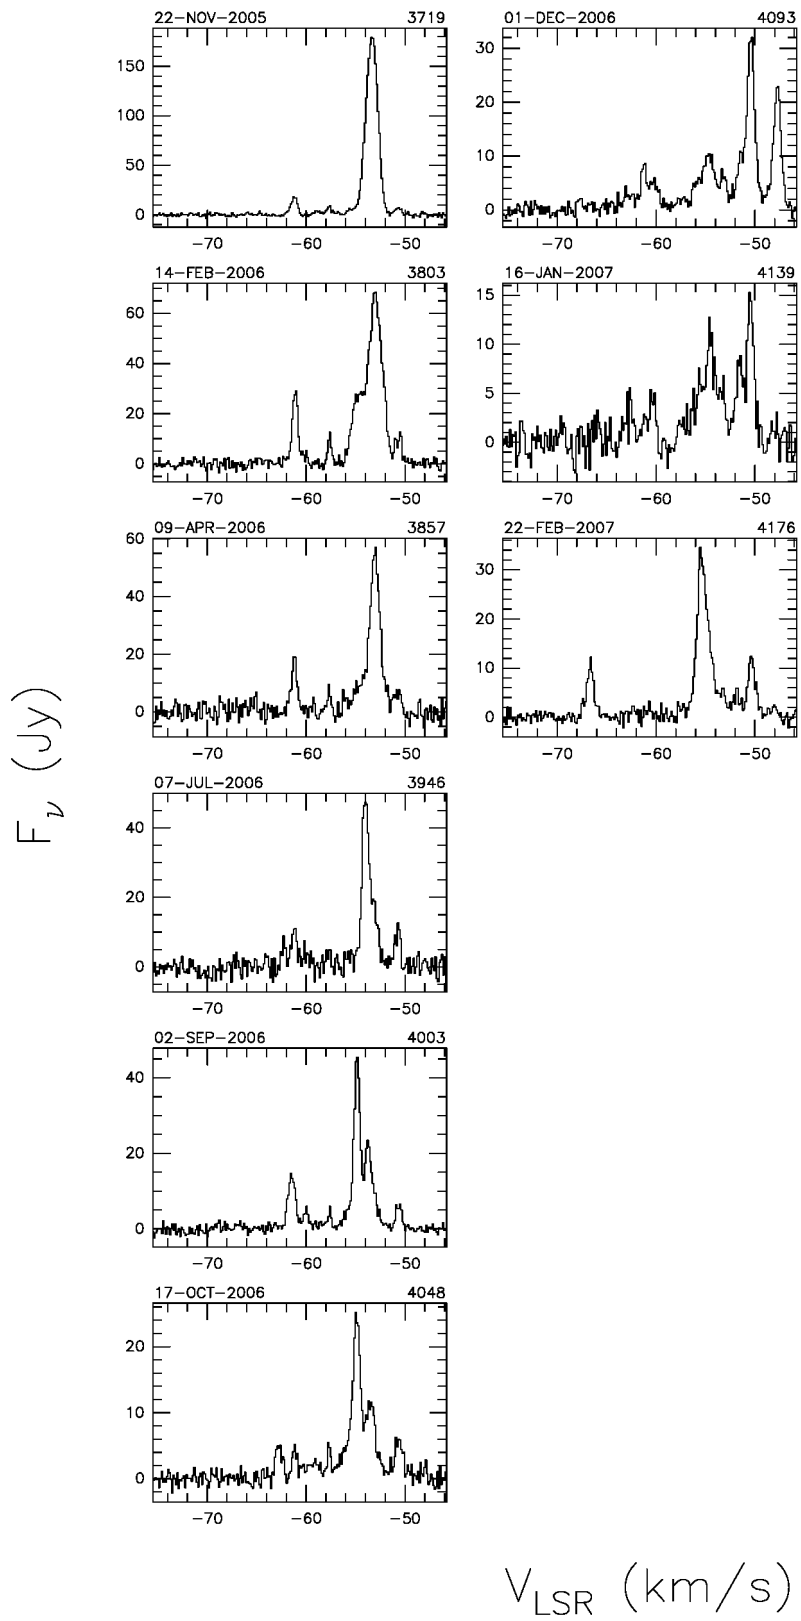 22-NOV-2005 3719
150
100
50
0
-70 -60 -50
14-FEB-2006 3803
60
40
20
0
-70 -60 -50
09-APR-2006 3857
60
40
20
0
-70 -60 -50
07-JUL-2006 3946
40
20
0
-70 -60 -50
02-SEP-2006 4003
40
20
0
-70 -60 -50
17-OCT-2006 4048
20
10
0
-70 -60 -50
01-DEC-2006 4093
30
20
10
0
-70 -60 -50
16-JAN-2007 4139
15
10
5
0
-70 -60 -50
22-FEB-2007 4176
30
20
10
0
-70 -60 -50
Fν (Jy)
VLSR (km/s)